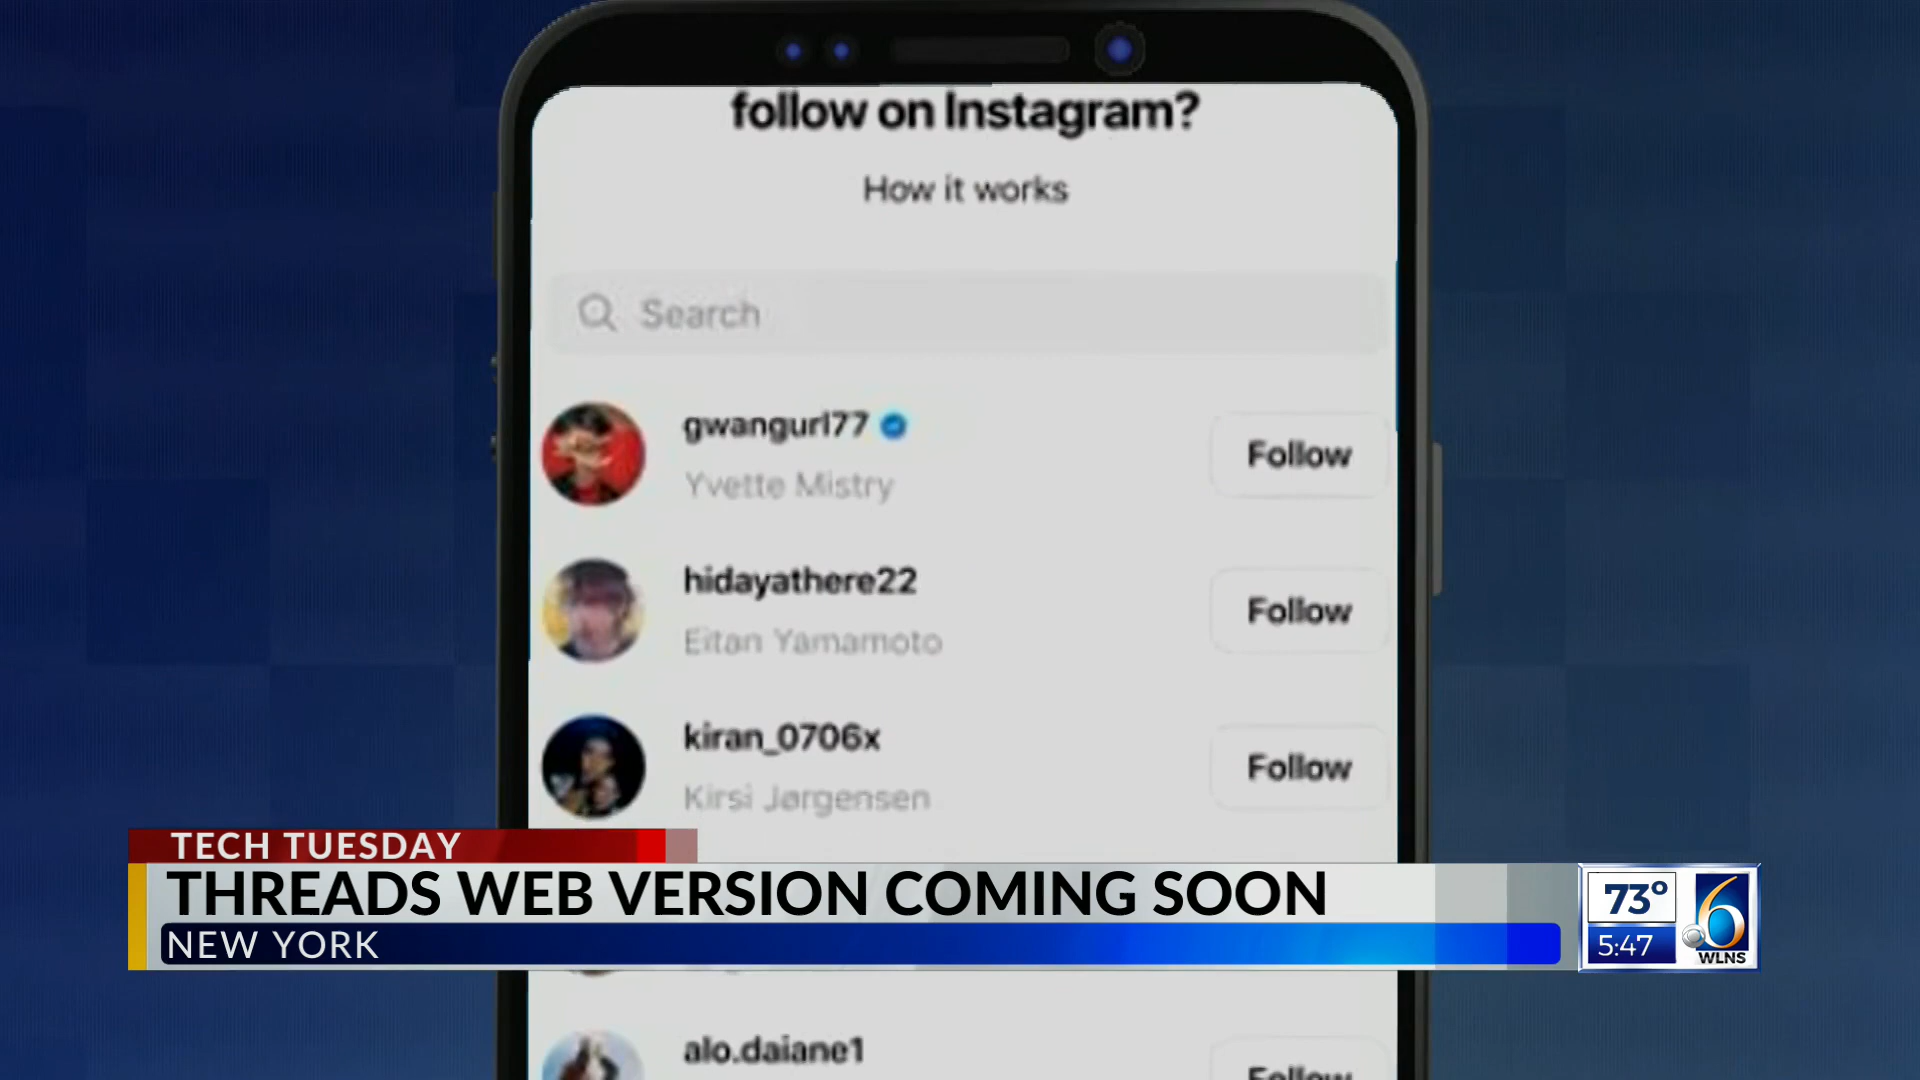 follow on Instagram?
How it works
Search
gwangurl77
Yvette Mistry
Follow
hidayathere22
Eitan Yamamoto
Follow
kiran_0706x
Kirsi Jørgensen
Follow
TECH TUESDAY
THREADS WEB VERSION COMING SOON
NEW YORK
73°
5:47
6
WLNS
alo.daiane1
Follow